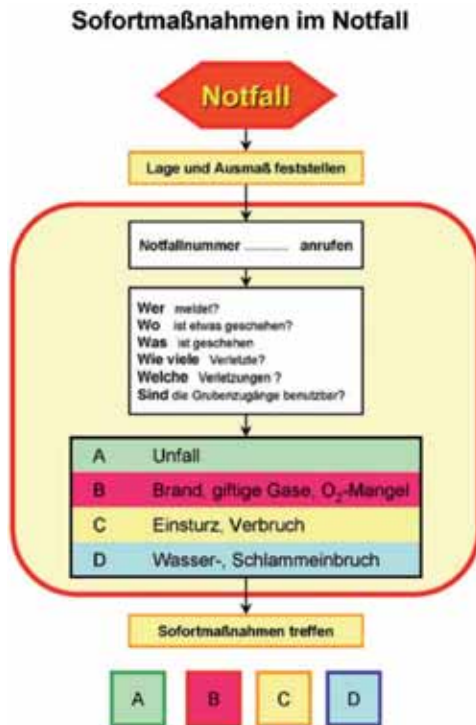 Sofortmaßnahmen im Notfall
Notfall
Lage und Ausmaß feststellen
Notfallnummer .......... anrufen
Wer meldet?
Wo ist etwas geschehen?
Was ist geschehen
Wie viele Verletzte?
Welche Verletzungen ?
Sind die Grubenzugänge benutzbar?
A Unfall
B Brand, giftige Gase, O₂-Mangel
C Einsturz, Verbruch
D Wasser-, Schlammeinbruch
Sofortmaßnahmen treffen
A B C D